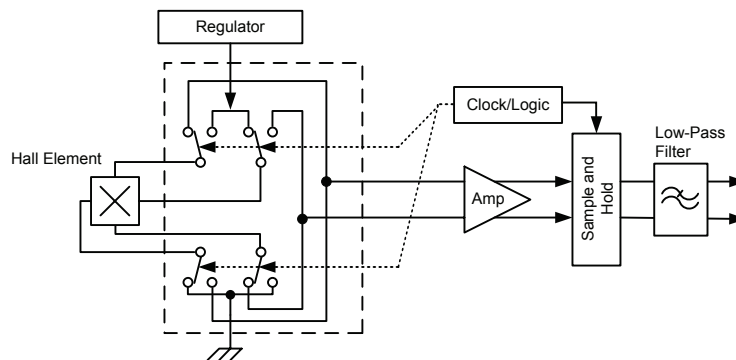 Regulator
Clock/Logic
Low-Pass
Filter
Hall Element
Amp
Sample and
Hold